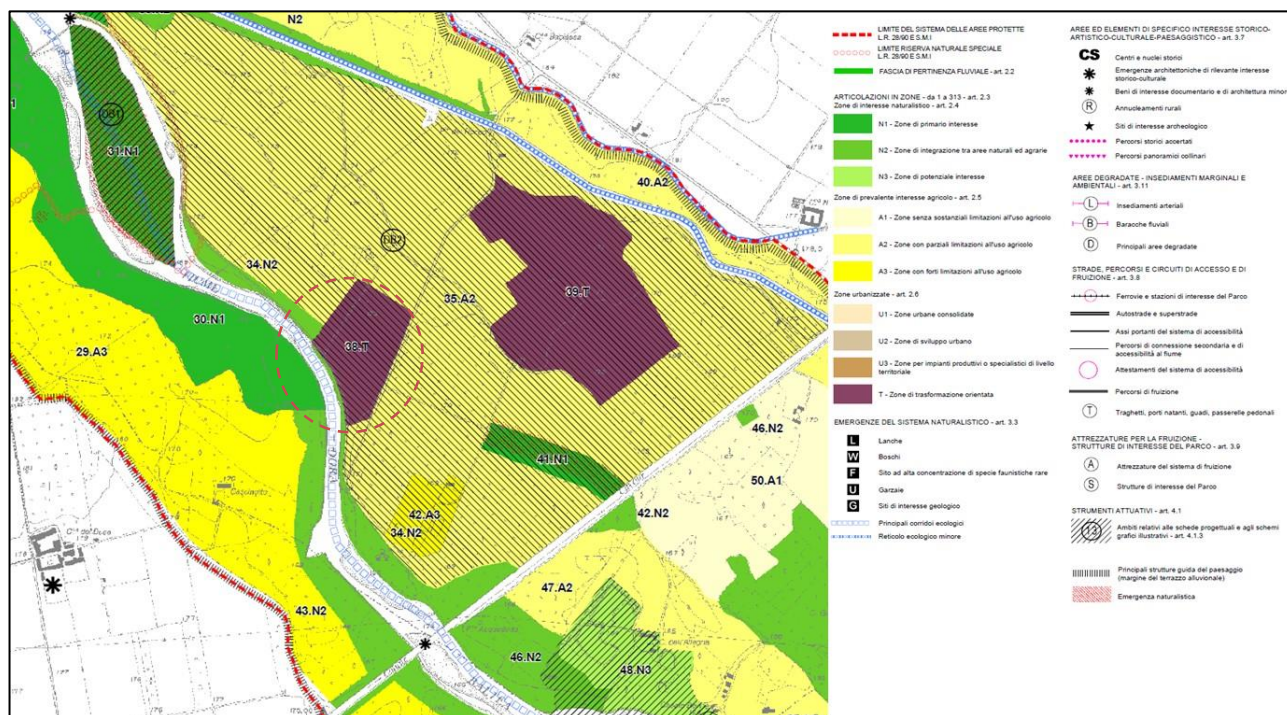 N2
31.N1
DB1
40.A2
34.N2
DB2
35.A2
39.T
30.N1
38.T
29.A3
46.N2
41.N1
50.A1
42.A3
34.N2
42.N2
47.A2
43.N2
46.N2
48.N3
LIMITE DEL SISTEMA DELLE AREE PROTETTE
L.R. 28/90 E S.M.I
LIMITE RISERVA NATURALE SPECIALE
L.R. 28/90 E S.M.I
FASCIA DI PERTINENZA FLUVIALE - art. 2.2
ARTICOLAZIONI IN ZONE - da 1 a 313 - art. 2.3
Zone di interesse naturalistico - art. 2.4
N1 - Zone di primario interesse
N2 - Zone di integrazione tra aree naturali ed agrarie
N3 - Zone di potenziale interesse
Zone di prevalente interesse agricolo - art. 2.5
A1 - Zone senza sostanziali limitazioni all'uso agricolo
A2 - Zone con parziali limitazioni all'uso agricolo
A3 - Zone con forti limitazioni all'uso agricolo
Zone urbanizzate - art. 2.6
U1 - Zone urbane consolidate
U2 - Zone di sviluppo urbano
U3 - Zone per impianti produttivi o specialistici di livello
territoriale
T - Zone di trasformazione orientata
EMERGENZE DEL SISTEMA NATURALISTICO - art. 3.3
L Lanche
W Boschi
F Sito ad alta concentrazione di specie faunistiche rare
U Garzaie
G Siti di interesse geologico
Principali corridoi ecologici
Reticolo ecologico minore
AREE ED ELEMENTI DI SPECIFICO INTERESSE STORICO-
ARTISTICO-CULTURALE-PAESAGGISTICO - art. 3.7
CS Centri e nuclei storici
Emergenze architettoniche di rilevante interesse
storico-culturale
Beni di interesse documentario e di architettura minor
R Annucleamenti rurali
Siti di interesse archeologico
Percorsi storici accertati
Percorsi panoramici collinari
AREE DEGRADATE - INSEDIAMENTI MARGINALI E
AMBIENTALI - art. 3.11
L Insediamenti arteriali
B Baracche fluviali
D Principali aree degradate
STRADE, PERCORSI E CIRCUITI DI ACCESSO E DI
FRUIZIONE - art. 3.8
Ferrovie e stazioni di interesse del Parco
Autostrade e superstrade
Assi portanti del sistema di accessibilità
Percorsi di connessione secondaria e di
accessibilità al fiume
Attestamenti del sistema di accessibilità
Percorsi di fruizione
T Traghetti, porti natanti, guadi, passerelle pedonali
ATTREZZATURE PER LA FRUIZIONE -
STRUTTURE DI INTERESSE DEL PARCO - art. 3.9
A Attrezzature del sistema di fruizione
S Strutture di interesse del Parco
STRUMENTI ATTUATIVI - art. 4.1
13 Ambiti relativi alle schede progettuali e agli schemi
grafici illustrativi - art. 4.1.3
Principali strutture guida del paesaggio
(margine del terrazzo alluvionale)
Emergenza naturalistica